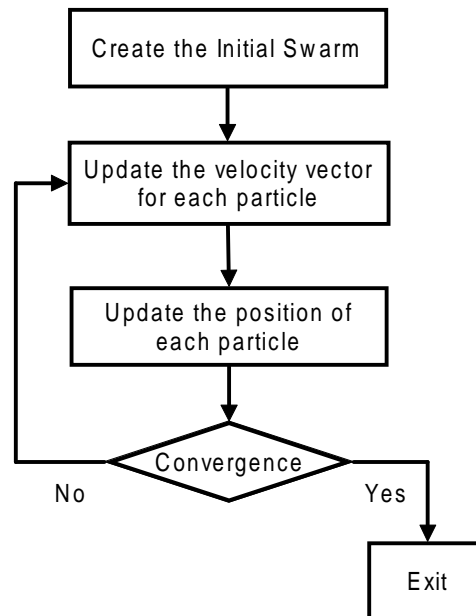 Create the Initial Swarm
Update the velocity vector
for each particle
Update the position of
each particle
Convergence
No
Yes
Exit